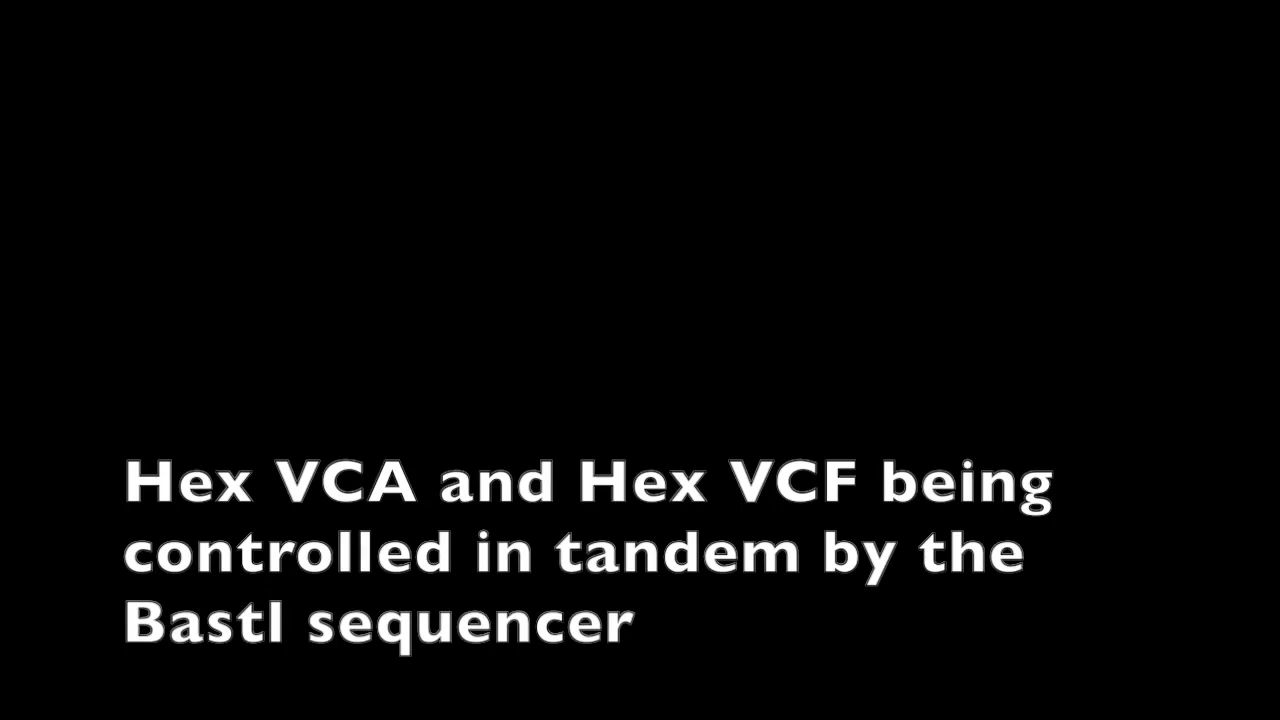 Hex VCA and Hex VCF being
controlled in tandem by the
Bastl sequencer